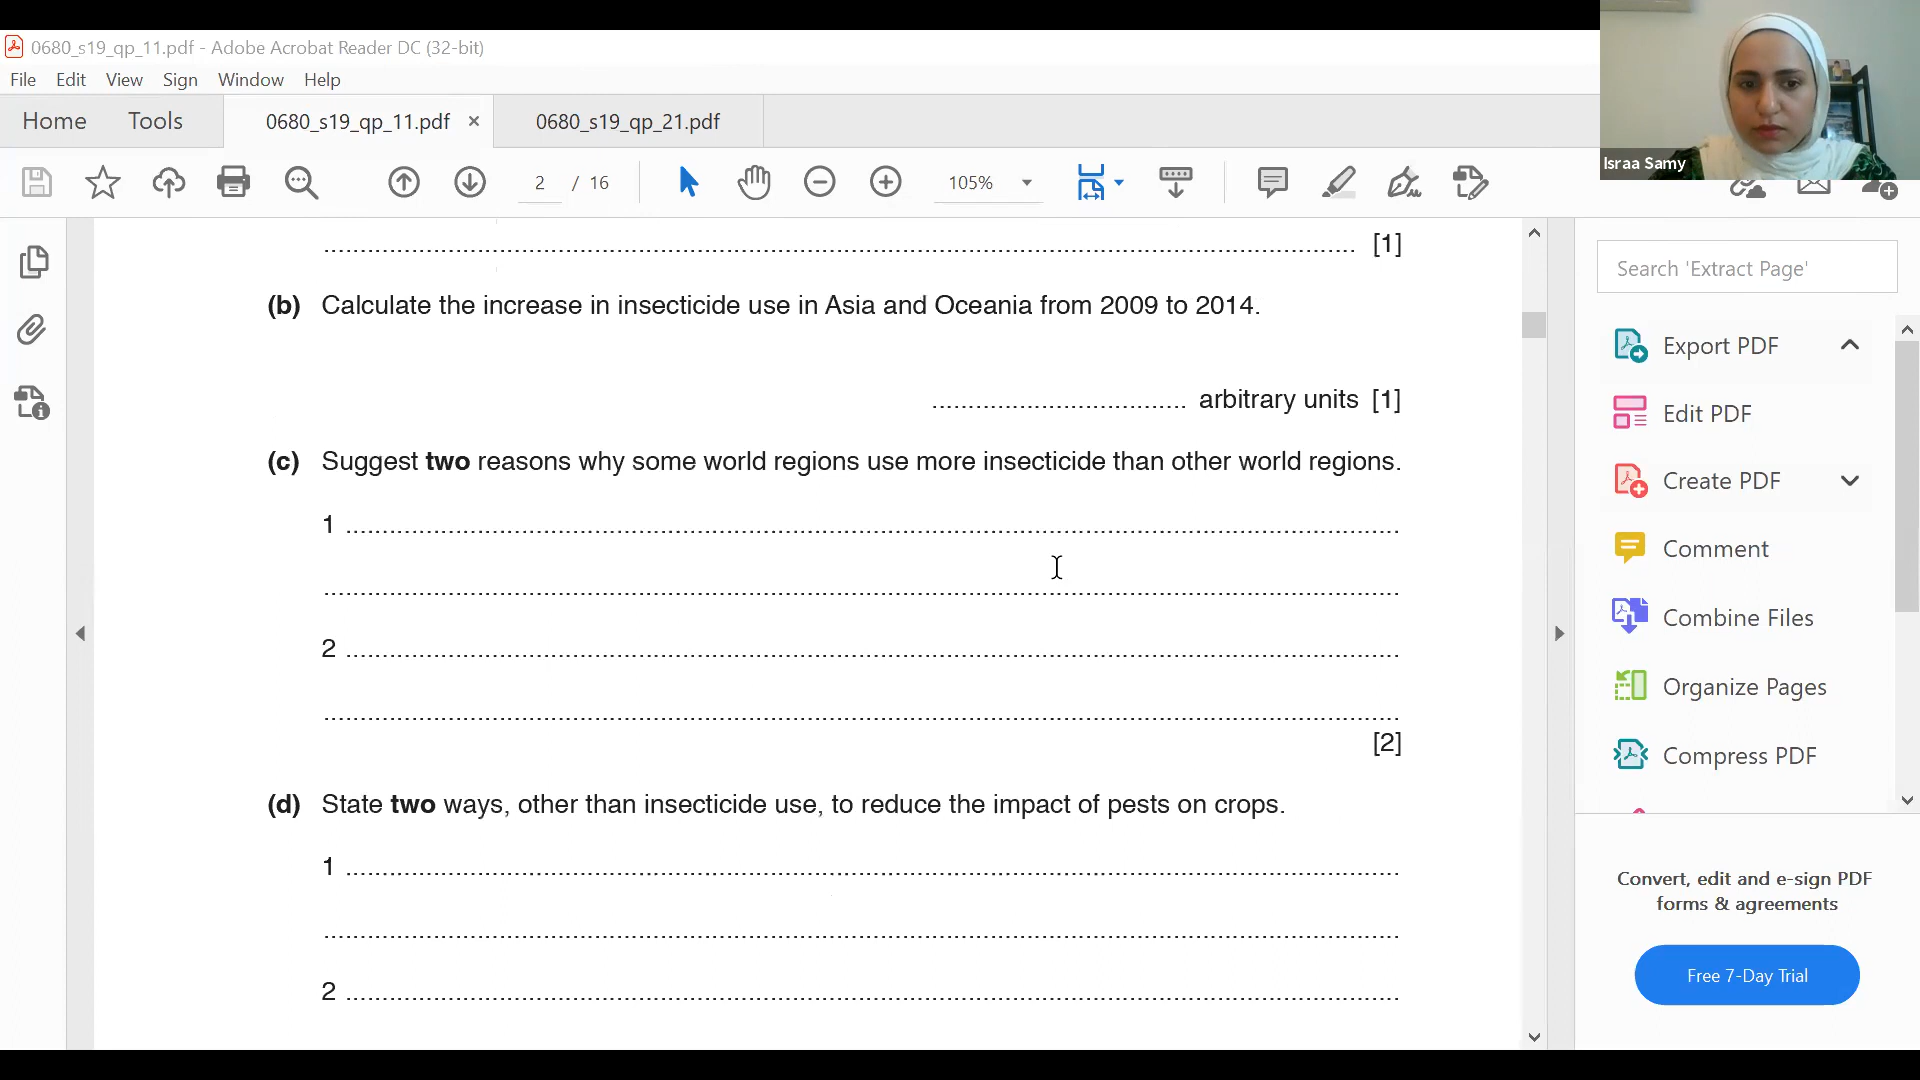 0680_s19_qp_11.pdf - Adobe Acrobat Reader DC (32-bit)
File Edit View Sign Window Help
Home Tools 0680_s19_qp_11.pdf × 0680_s19_qp_21.pdf
2 / 16 105%
Israa Samy
[1]
(b) Calculate the increase in insecticide use in Asia and Oceania from 2009 to 2014.
arbitrary units [1]
(c) Suggest two reasons why some world regions use more insecticide than other world regions.
1
2
[2]
(d) State two ways, other than insecticide use, to reduce the impact of pests on crops.
1
2
Search 'Extract Page'
Export PDF
Edit PDF
Create PDF
Comment
Combine Files
Organize Pages
Compress PDF
Convert, edit and e-sign PDF
forms & agreements
Free 7-Day Trial